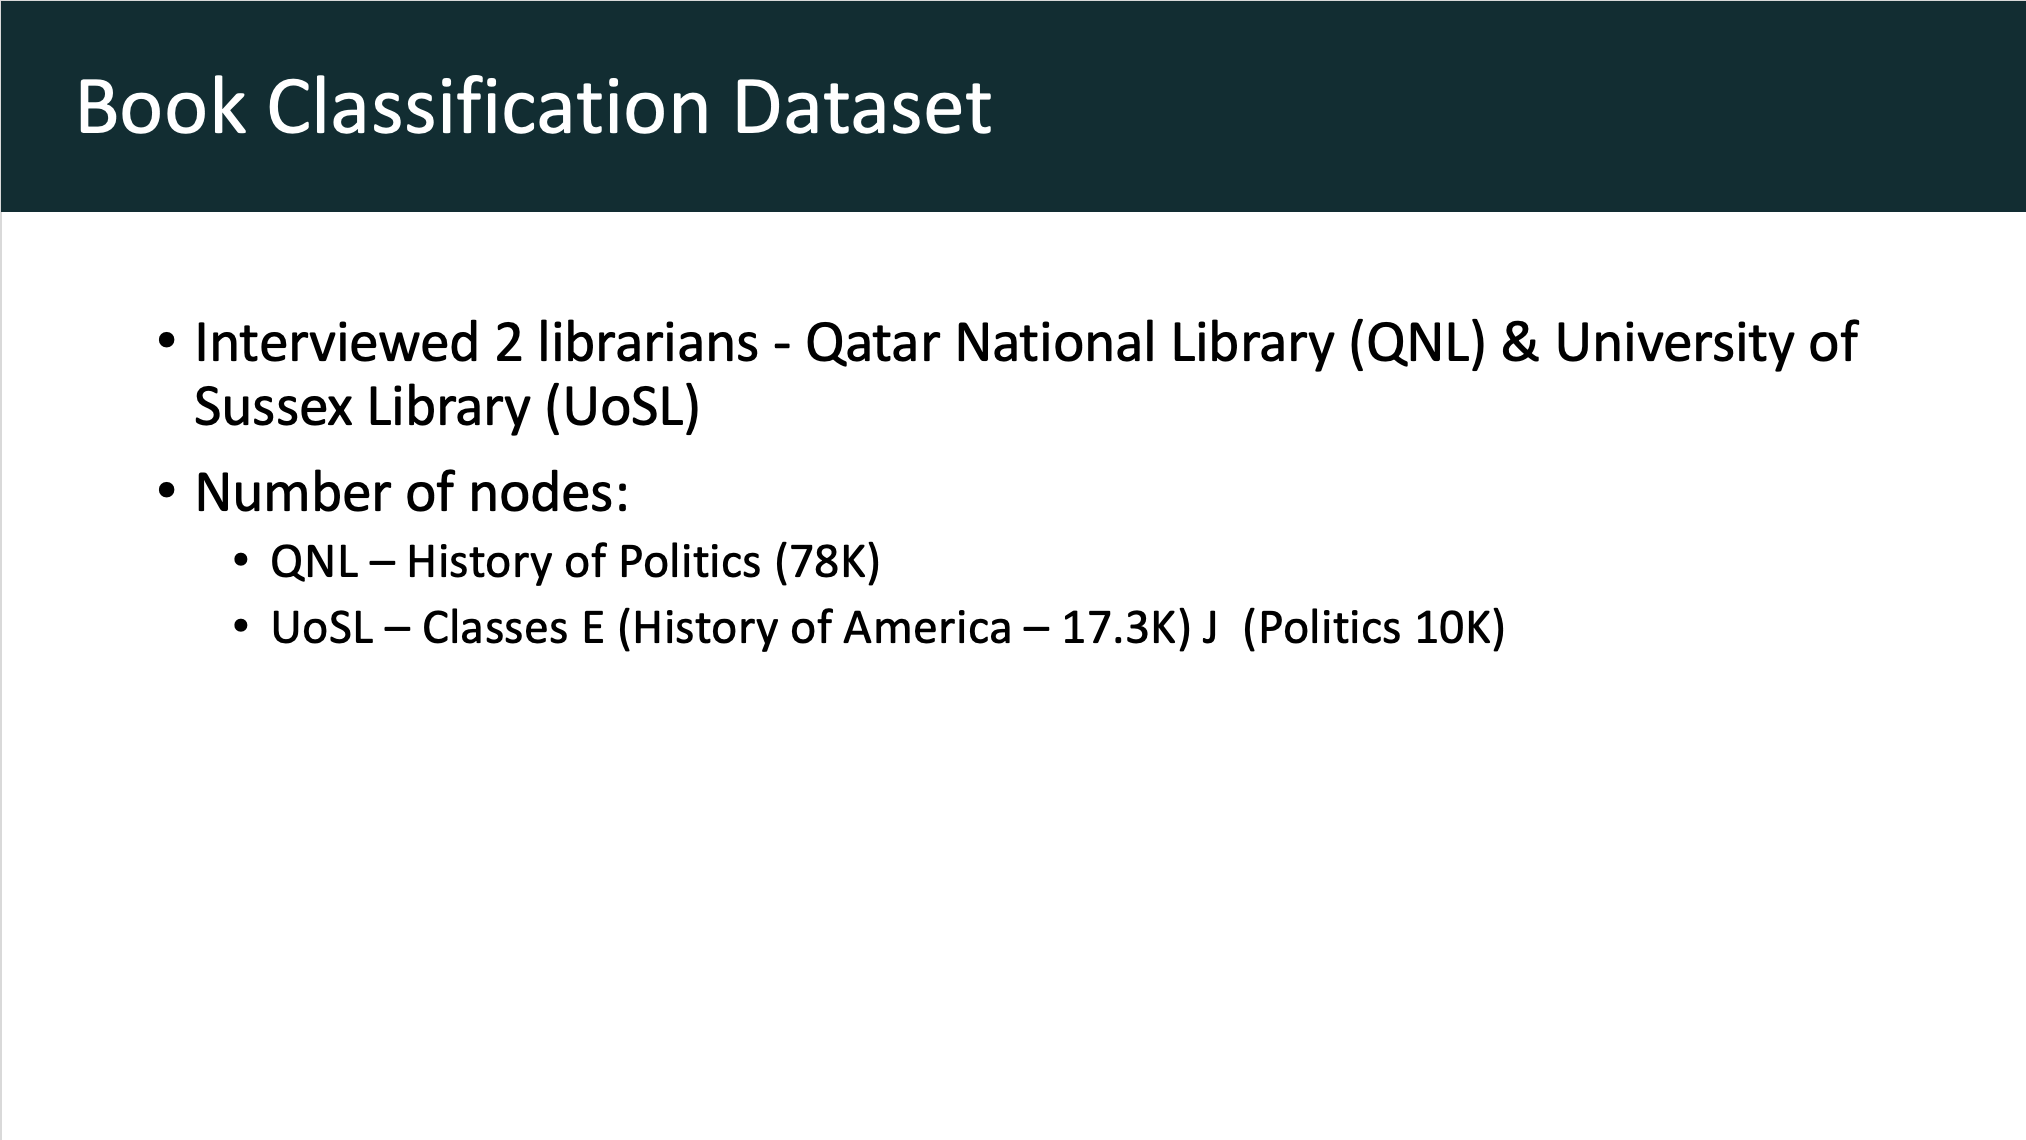 Book Classification Dataset
• Interviewed 2 librarians - Qatar National Library (QNL) & University of
Sussex Library (UoSL)
• Number of nodes:
• QNL – History of Politics (78K)
• UoSL – Classes E (History of America – 17.3K) J  (Politics 10K)